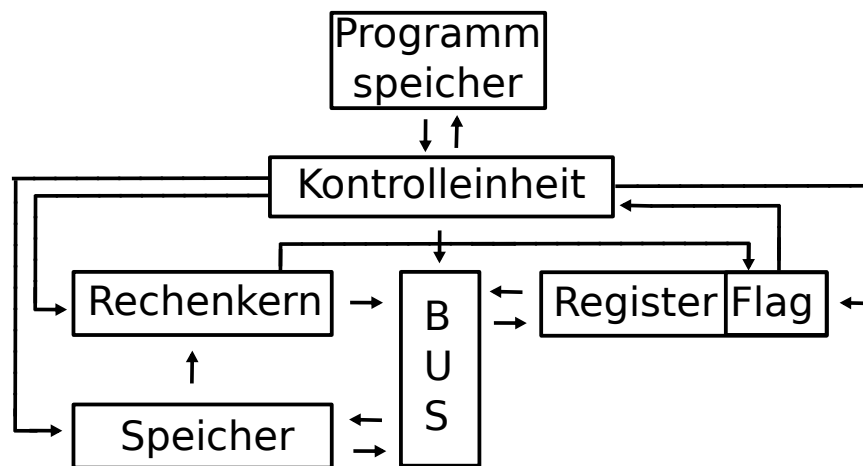 Programm
speicher
Kontrolleinheit
Rechenkern
B
U
S
Register
Flag
Speicher